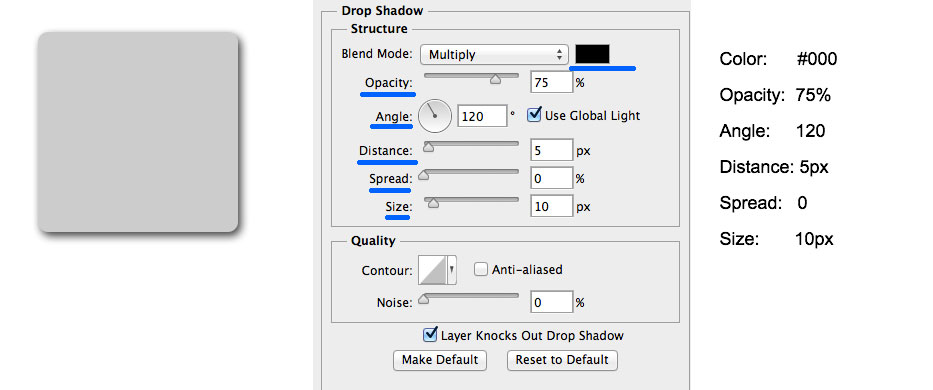 Drop Shadow
Structure
Blend Mode: Multiply
Opacity: 75 %
Angle: 120 ° Use Global Light
Distance: 5 px
Spread: 0 %
Size: 10 px
Quality
Contour: Anti-aliased
Noise: 0 %
Layer Knocks Out Drop Shadow
Make Default Reset to Default
Color: #000
Opacity: 75%
Angle: 120
Distance: 5px
Spread: 0
Size: 10px